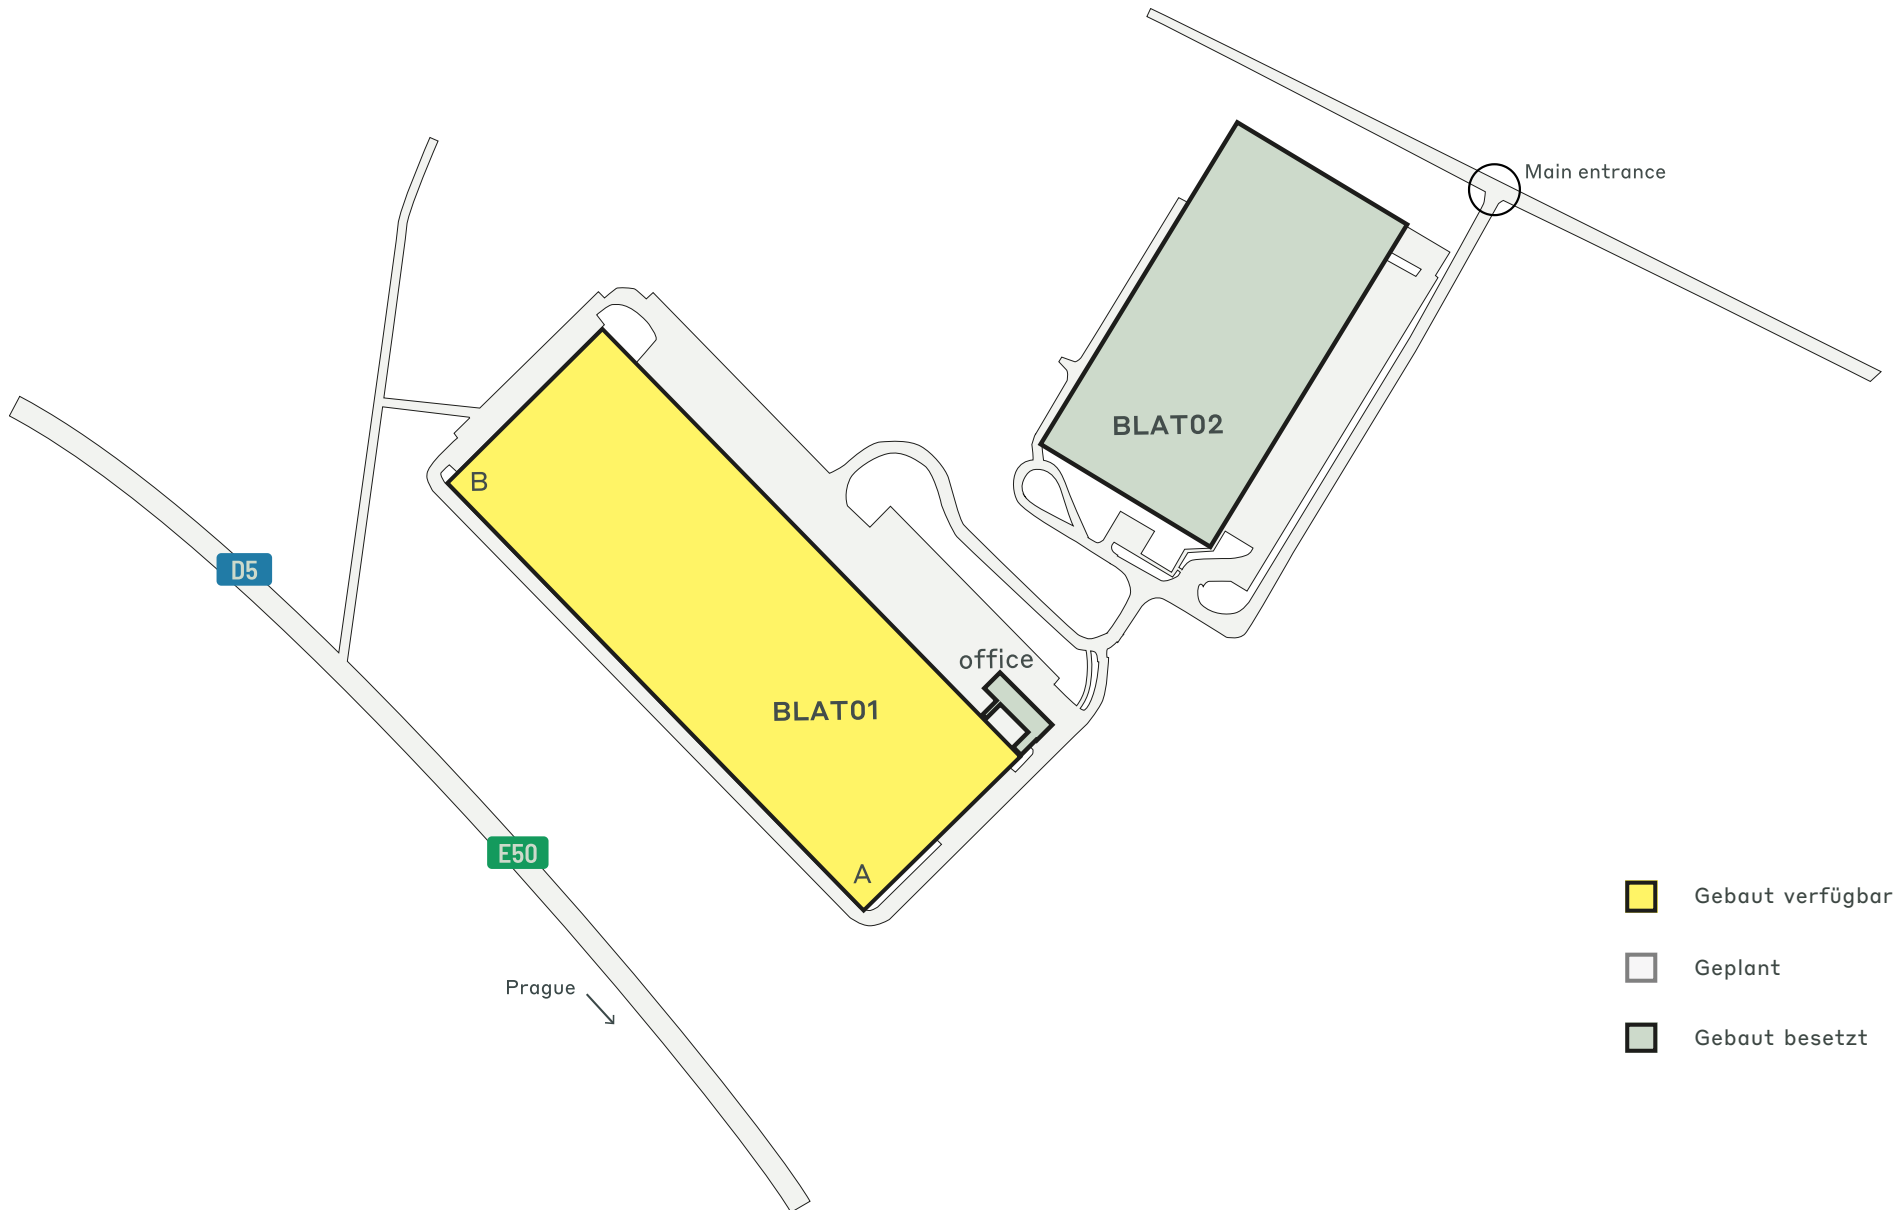 Main entrance
BLAT02
B
D5
office
BLAT01
E50
A
Prague
Gebaut verfügbar
Geplant
Gebaut besetzt